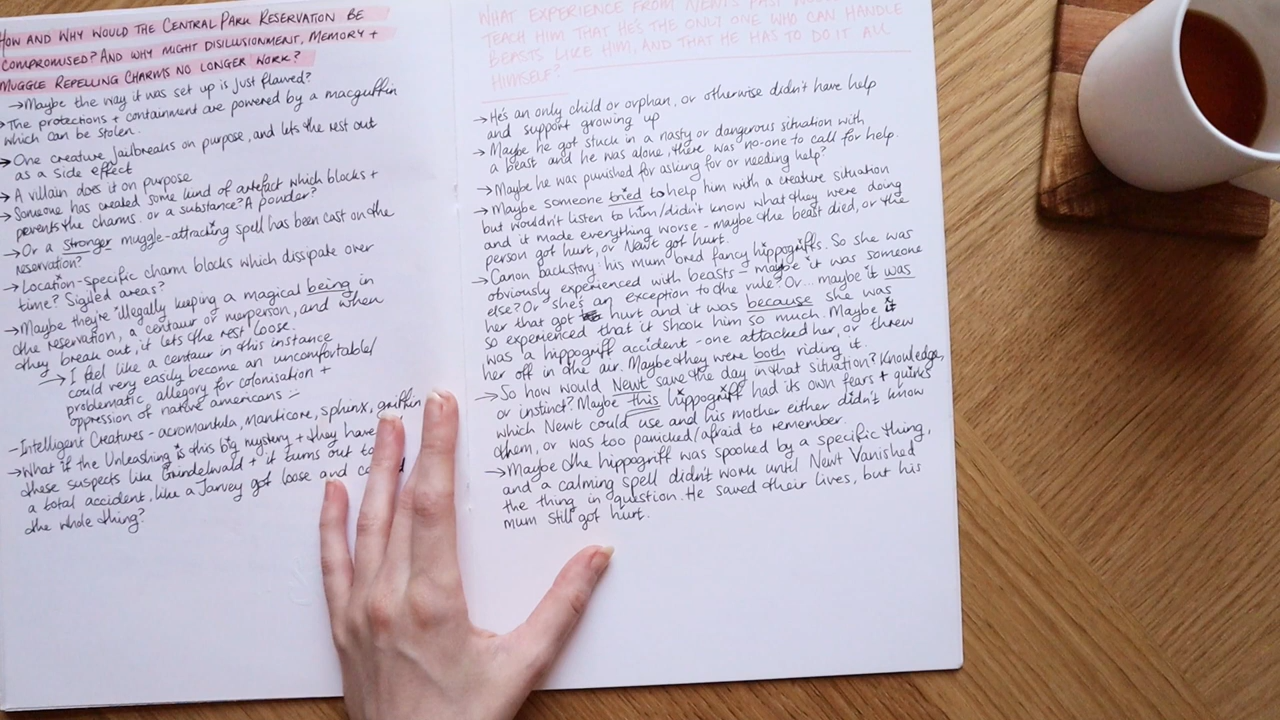 HOW AND WHY WOULD THE CENTRAL PARK RESERVATION BE
COMPROMISED? AND WHY MIGHT DISILLUSIONMENT, MEMORY +
MUGGLE REPELLING CHARMS NO LONGER WORK?
→ Maybe the way it was set up is just flawed?
→ The protections + containment are powered by a macguffin
which can be stolen.
→ One creature jailbreaks on purpose, and lets the rest out
as a side effect
→ A villain does it on purpose
→ Someone has created some kind of artefact which blocks +
prevents the charms. or a substance? A powder?
→ Or a stronger muggle-attracting spell has been cast on the
reservation?
→ Location-specific charm blocks which dissipate over
time? Sigiled areas?
→ Maybe they're illegally keeping a magical being in
the reservation, a centaur or merperson, and when
they break out, it lets the rest loose.
→ I feel like a centaur in this instance
could very easily become an uncomfortable/
problematic allegory for colonisation +
oppression of native americans :-
- Intelligent Creatures - acromantula, manticore, sphinx, griffin
→ What if the Unleashing is this big mystery + they have
these suspects like Grindelwald + it turns out to
a total accident, like a Jarvey got loose and
the whole thing?
WHAT EXPERIENCE FROM NEWT'S PAST WOULD
TEACH HIM THAT HE'S THE ONLY ONE WHO CAN HANDLE
BEASTS LIKE HIM, AND THAT HE HAS TO DO IT ALL
HIMSELF?
→ He's an only child or orphan, or otherwise didn't have help
and support growing up
→ Maybe he got stuck in a nasty or dangerous situation with
a beast and he was alone, there was no-one to call for help.
→ Maybe he was punished for asking for or needing help?
→ Maybe someone tried to help him with a creature situation
but wouldn't listen to him/didn't know what they were doing
and it made everything worse - maybe the beast died, or the
person got hurt, or Newt got hurt.
→ Canon backstory: his mum bred fancy hippogriffs. So she was
obviously experienced with beasts - maybe it was someone
else? Or she's an exception to the rule? Or... maybe it was
her that got hurt and it was because she was
so experienced that it shook him so much. Maybe it
was a hippogriff accident - one attacked her, or threw
her off in the air. Maybe they were both riding it.
→ So how would Newt save the day in that situation? Knowledge,
or instinct? Maybe this hippogriff had its own fears + quirks
which Newt could use and his mother either didn't know
them, or was too panicked/afraid to remember.
→ Maybe the hippogriff was spooked by a specific thing,
and a calming spell didn't work until Newt Vanished
the thing in question. He saved their lives, but his
mum still got hurt.